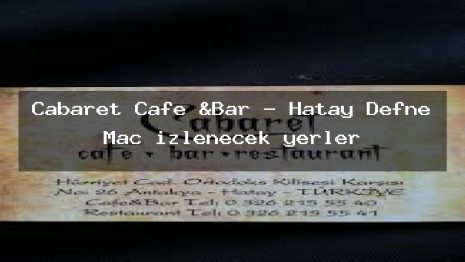 Cabaret Cafe &Bar - Hatay Defne
Mac izlenecek yerler
Cabaret
cafe • bar • restaurant
Hürriyet Cad. Ortodoks Kilisesi Karşısı
No: 26 Antakya - Hatay - TÜRKİYE
Cafe&Bar Tel: 0 326 215 55 40
Restaurant Tel: 0 326 215 55 41